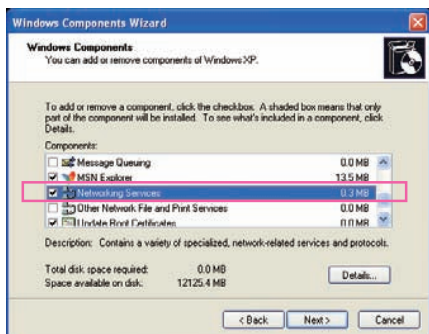 Windows Components Wizard
Windows Components
You can add or remove components of Windows XP.
To add or remove a component, click the checkbox. A shaded box means that only
part of the component will be installed. To see what's included in a component, click
Details.
Components:
Message Queuing 0.0 MB
MSN Explorer 13.5 MB
Networking Services 0.3 MB
Other Network File and Print Services 0.0 MB
Update Root Certificates 0.0 MB
Description: Contains a variety of specialized, network-related services and protocols.
Total disk space required: 0.0 MB
Space available on disk: 12125.4 MB
Details...
< Back Next > Cancel